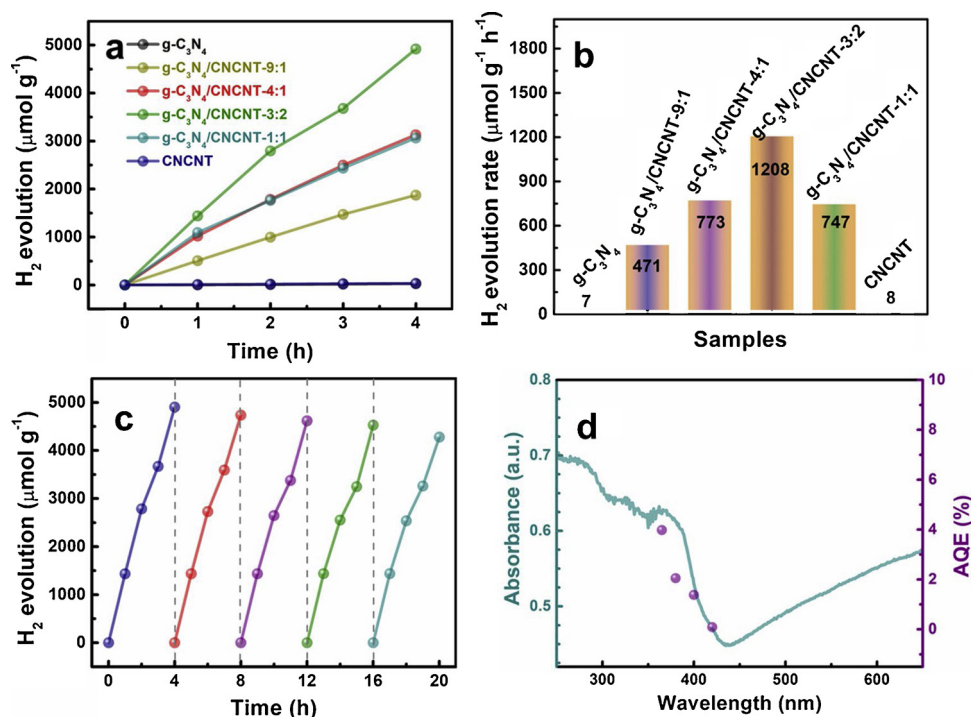 a
g-C3N4
g-C3N4/CNCNT-9:1
g-C3N4/CNCNT-4:1
g-C3N4/CNCNT-3:2
g-C3N4/CNCNT-1:1
CNCNT
H2 evolution (μmol g-1)
5000
4000
3000
2000
1000
0
0 1 2 3 4
Time (h)
b
H2 evolution rate (μmol g-1 h-1)
1800
1500
1200
900
600
300
0
g-C3N4
7
g-C3N4/CNCNT-9:1
471
g-C3N4/CNCNT-4:1
773
g-C3N4/CNCNT-3:2
1208
g-C3N4/CNCNT-1:1
747
CNCNT
8
Samples
c
H2 evolution (μmol g-1)
5000
4000
3000
2000
1000
0
0 4 8 12 16 20
Time (h)
d
Absorbance (a.u.)
0.8
0.7
0.6
0.5
300 400 500 600
Wavelength (nm)
10
8
6
4
2
0
AQE (%)